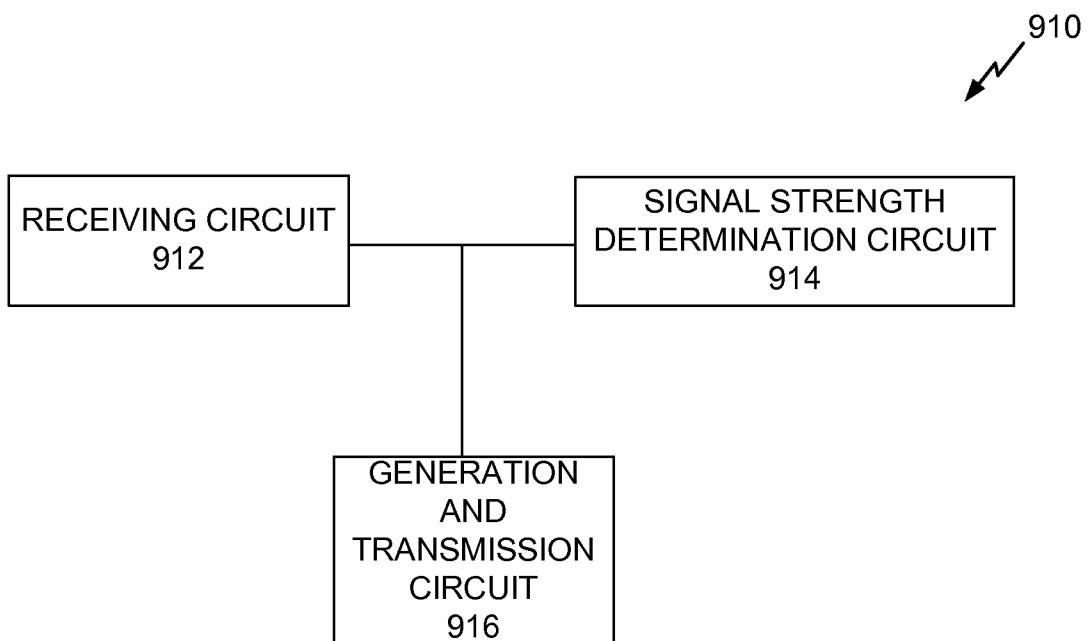 910
RECEIVING CIRCUIT
912
SIGNAL STRENGTH
DETERMINATION CIRCUIT
914
GENERATION
AND
TRANSMISSION
CIRCUIT
916